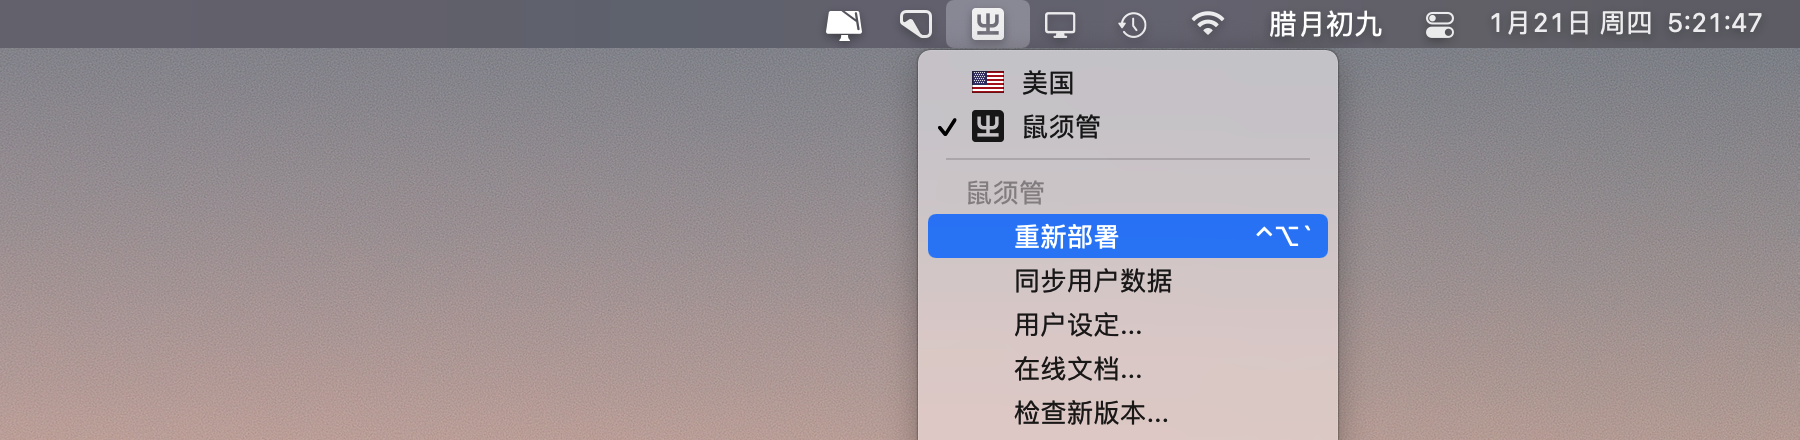 腊月初九 1月21日 周四 5:21:47
美国
鼠须管
鼠须管
重新部署 ⌃⌥`
同步用户数据
用户设定...
在线文档...
检查新版本...